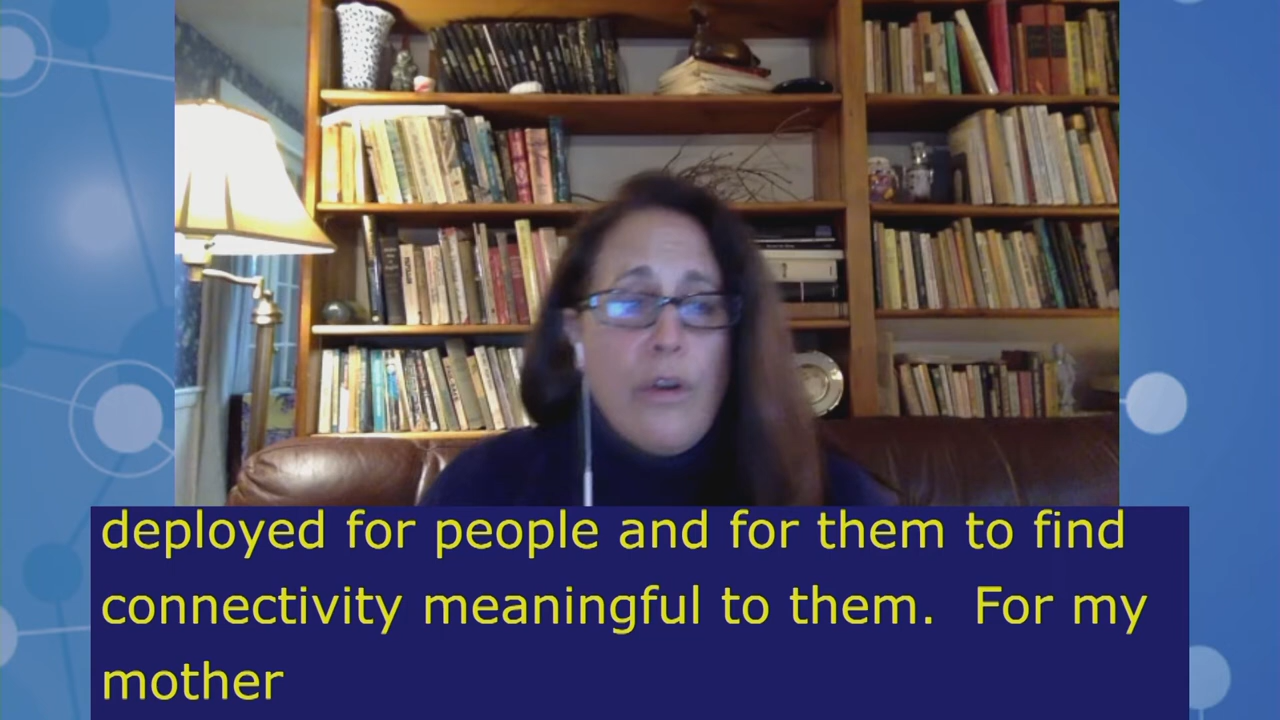 deployed for people and for them to find
connectivity meaningful to them.  For my
mother